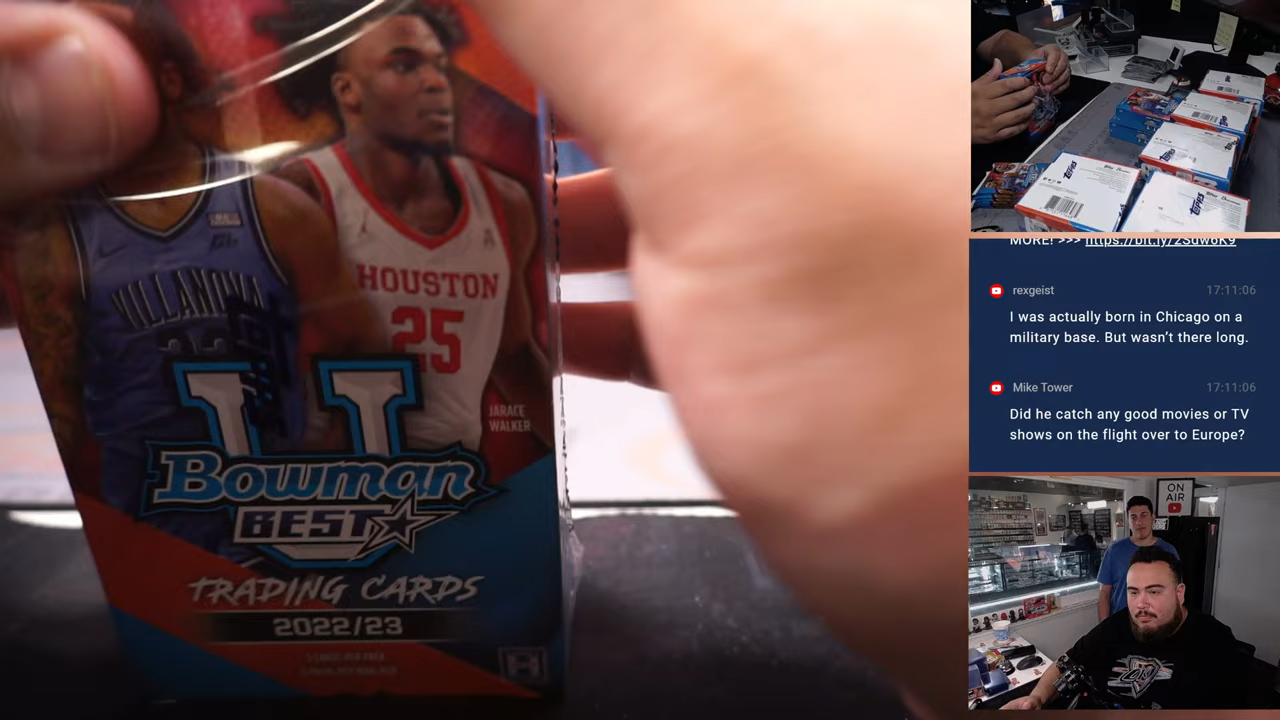 VILLANOVA
HOUSTON
25
JARACE
WALKER
U
Bowman
BEST
TRADING CARDS
2022/23
Topps
Topps
Topps
MORE! >>> https://bit.ly/2Sdw6K9
rexgeist 17:11:06
I was actually born in Chicago on a
military base. But wasn't there long.
Mike Tower 17:11:06
Did he catch any good movies or TV
shows on the flight over to Europe?
ON
AIR